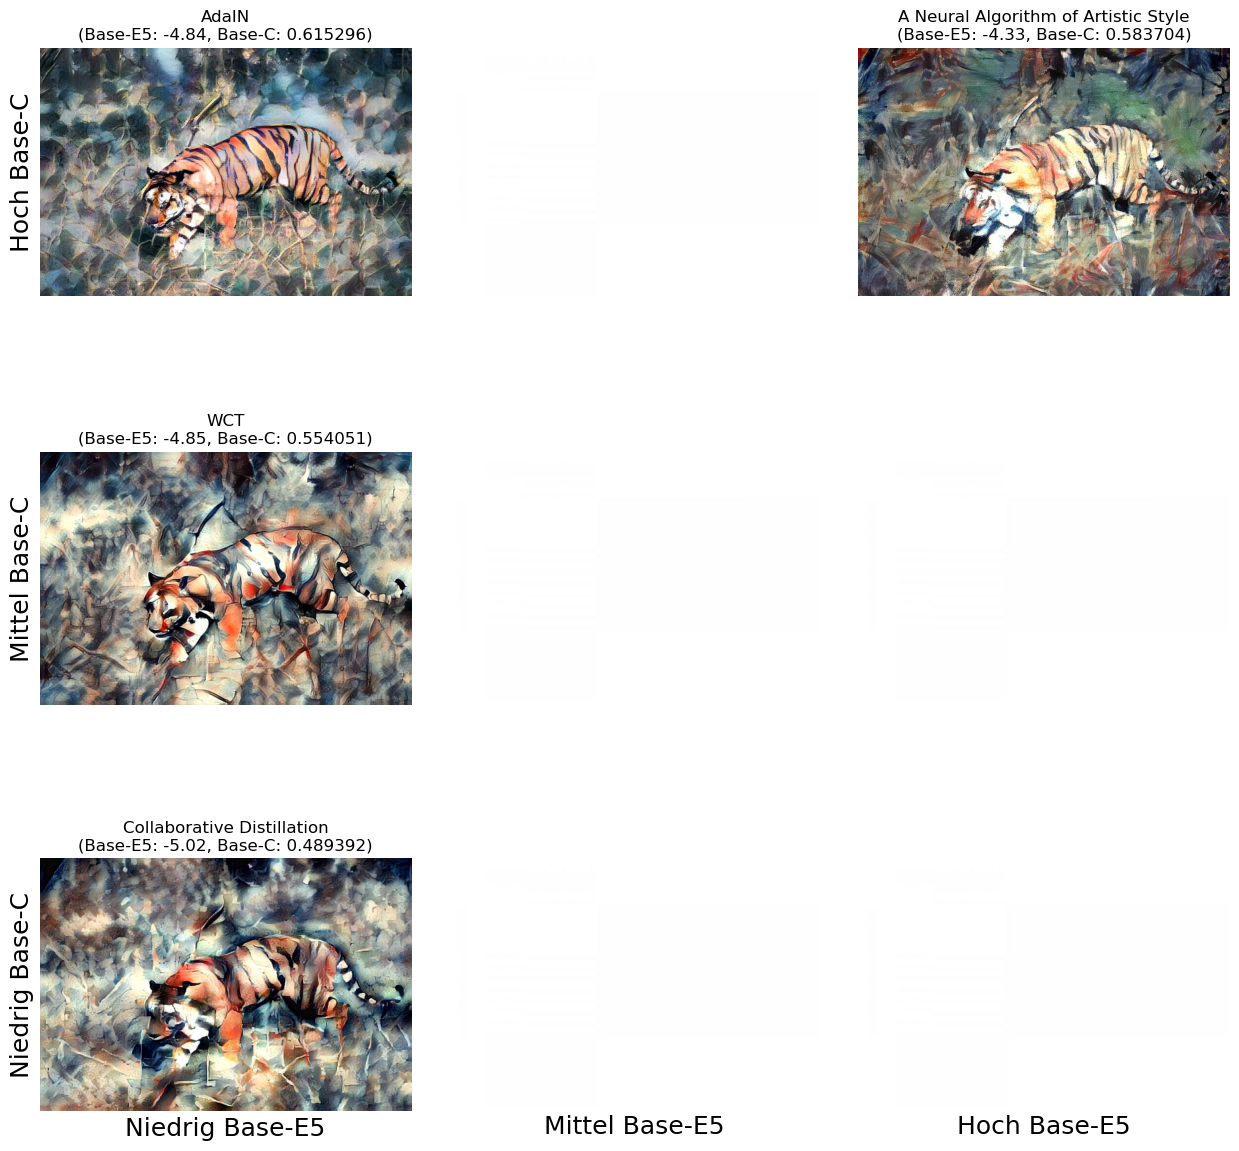 AdaIN
(Base-E5: -4.84, Base-C: 0.615296)
A Neural Algorithm of Artistic Style
(Base-E5: -4.33, Base-C: 0.583704)
Hoch Base-C
WCT
(Base-E5: -4.85, Base-C: 0.554051)
Mittel Base-C
Collaborative Distillation
(Base-E5: -5.02, Base-C: 0.489392)
Niedrig Base-C
Niedrig Base-E5
Mittel Base-E5
Hoch Base-E5